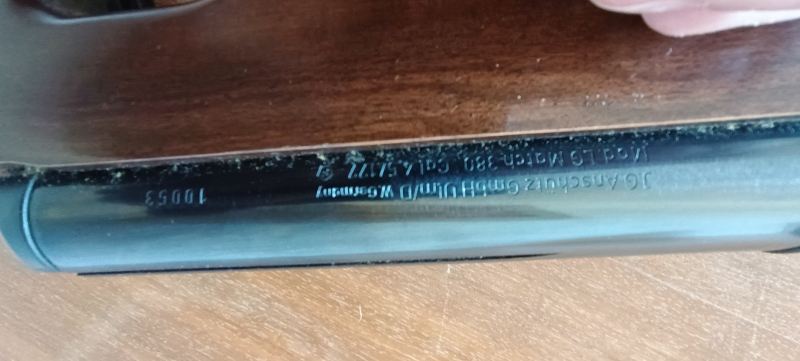 J.G. Anschütz GmbH Ulm/D W.Germany
Mod. LG Match 380, Cal. 4,5/.177
10053